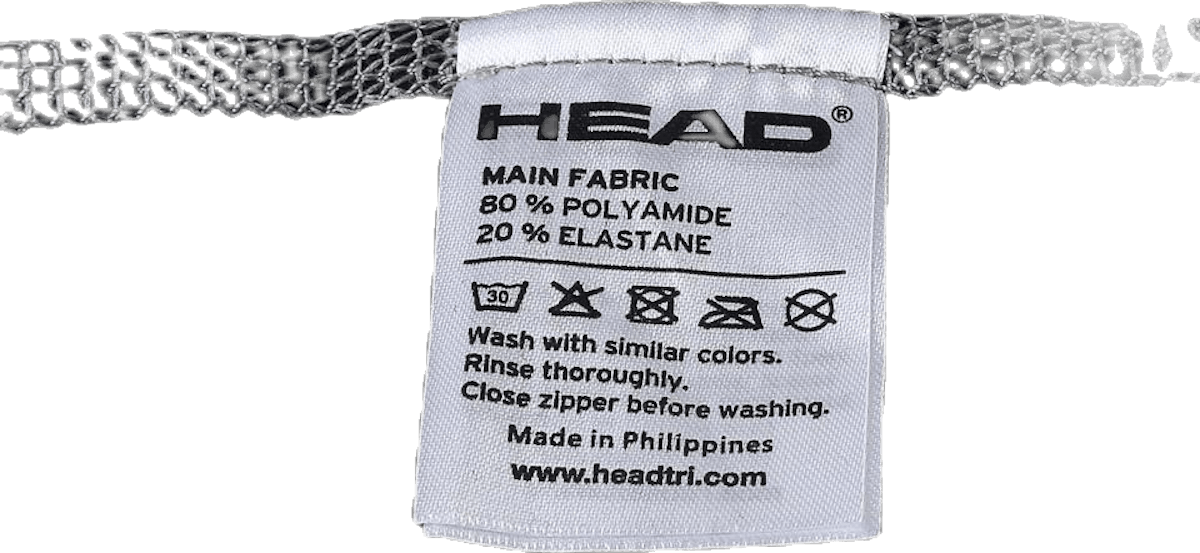 HEAD®
MAIN FABRIC
80 % POLYAMIDE
20 % ELASTANE
30
Wash with similar colors.
Rinse thoroughly.
Close zipper before washing.
Made in Philippines
www.headtri.com